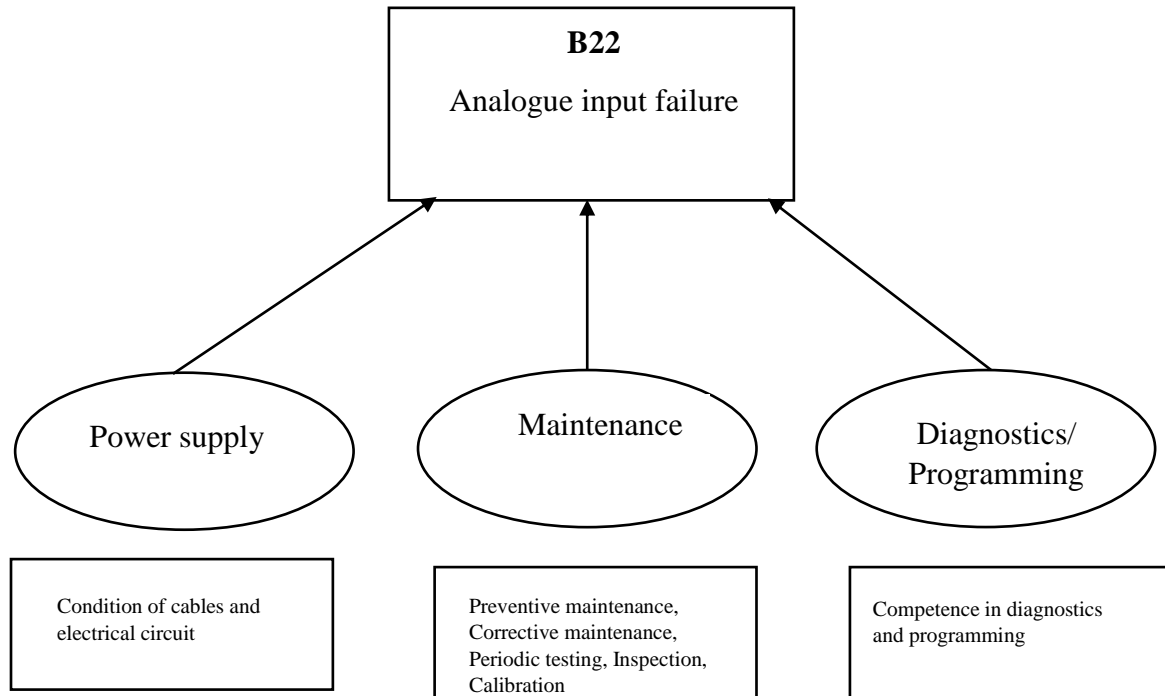 B22
Analogue input failure
Power supply
Maintenance
Diagnostics/
Programming
Condition of cables and
electrical circuit
Preventive maintenance,
Corrective maintenance,
Periodic testing, Inspection,
Calibration
Competence in diagnostics
and programming